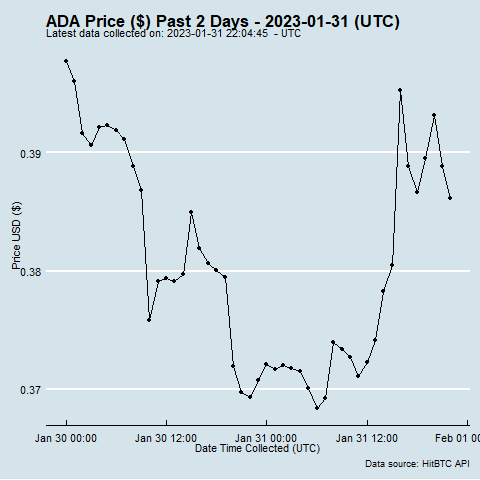 ADA Price ($) Past 2 Days - 2023-01-31 (UTC)
Latest data collected on: 2023-01-31 22:04:45 - UTC
0.39
0.38
0.37
Price USD ($)
Jan 30 00:00 Jan 30 12:00 Jan 31 00:00 Jan 31 12:00 Feb 01 00
Date Time Collected (UTC)
Data source: HitBTC API